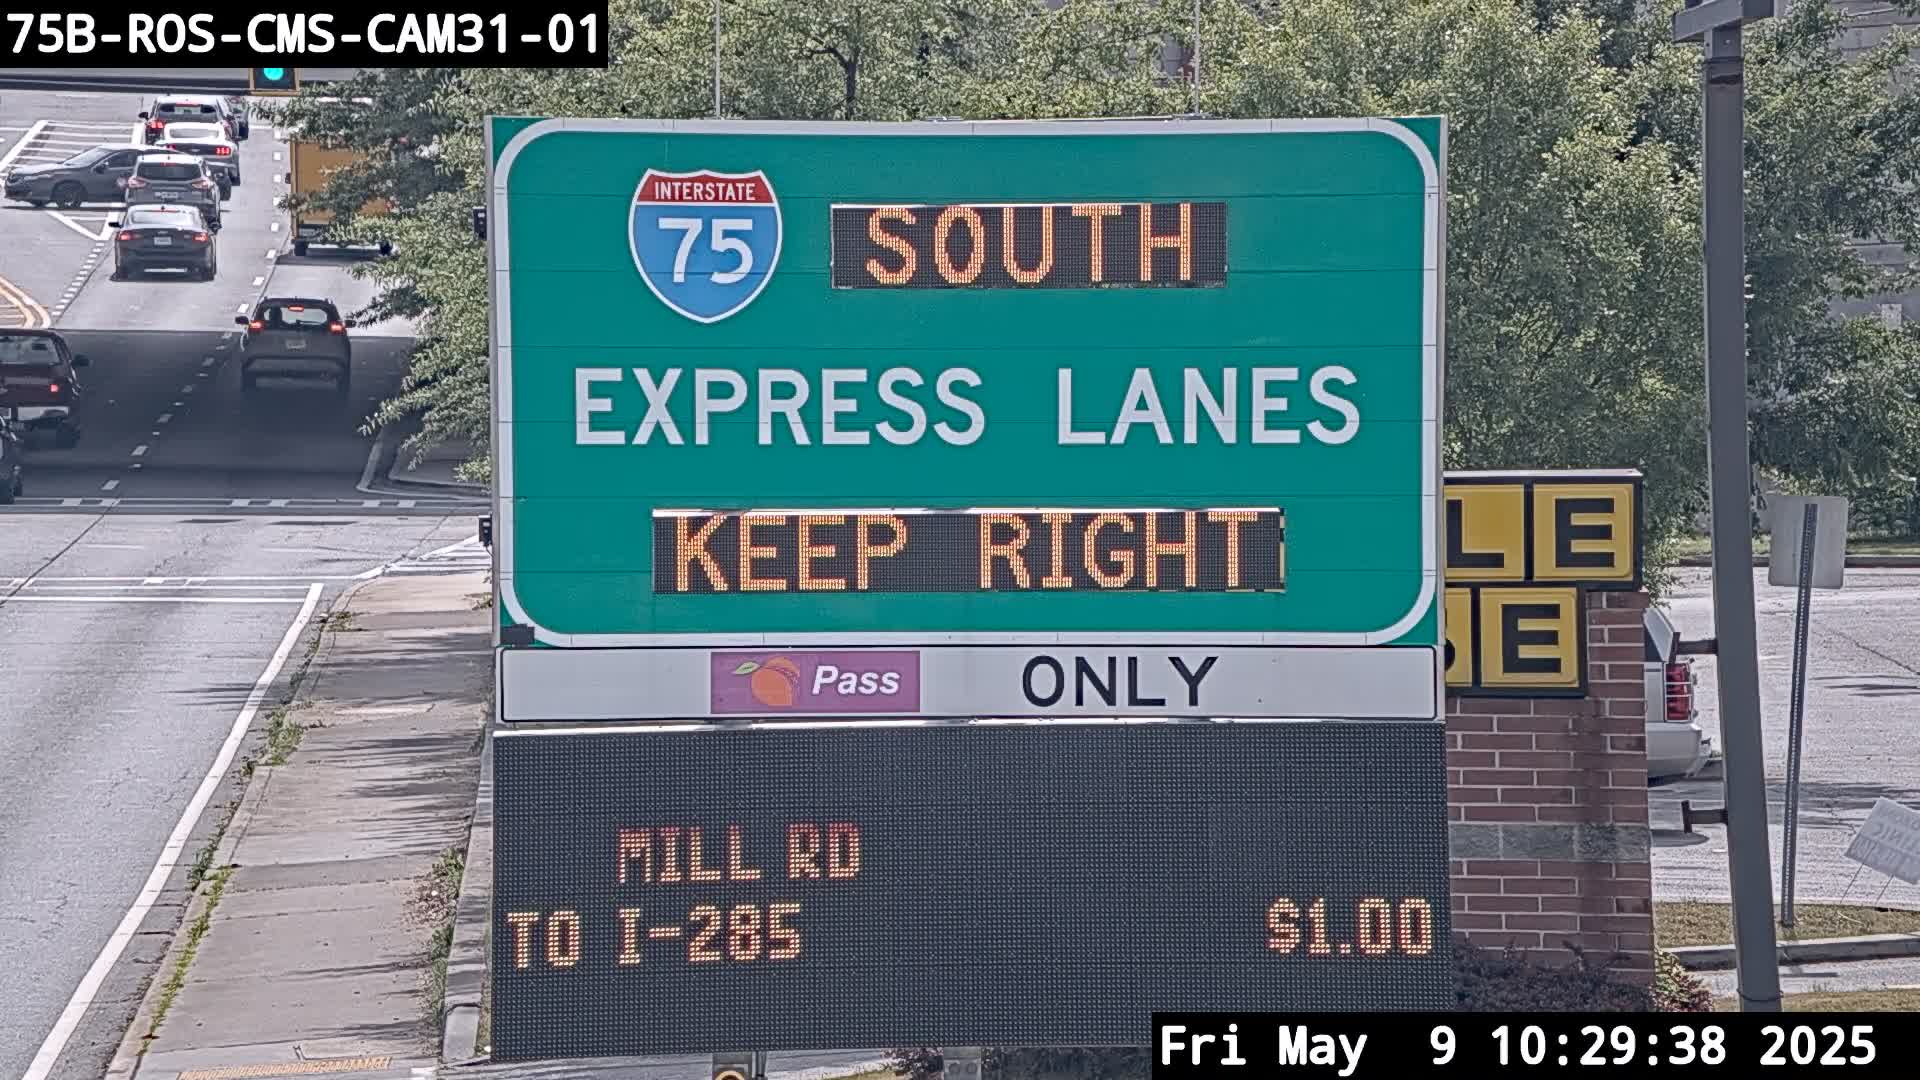 75B-ROS-CMS-CAM31-01
INTERSTATE
75
SOUTH
EXPRESS LANES
KEEP RIGHT
Pass ONLY
MILL RD
TO I-285 $1.00
LE
E
Fri May 9 10:29:38 2025